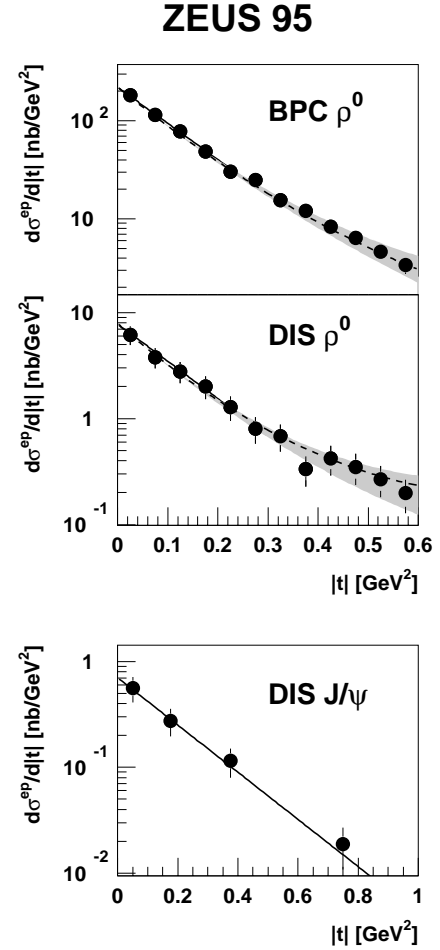 ZEUS 95
dσ^ep/d|t| [nb/GeV²]
BPC ρ⁰
10²
10
dσ^ep/d|t| [nb/GeV²]
DIS ρ⁰
10
1
10⁻¹
0 0.1 0.2 0.3 0.4 0.5 0.6
|t| [GeV²]
dσ^ep/d|t| [nb/GeV²]
DIS J/ψ
1
10⁻¹
10⁻²
0 0.2 0.4 0.6 0.8 1
|t| [GeV²]